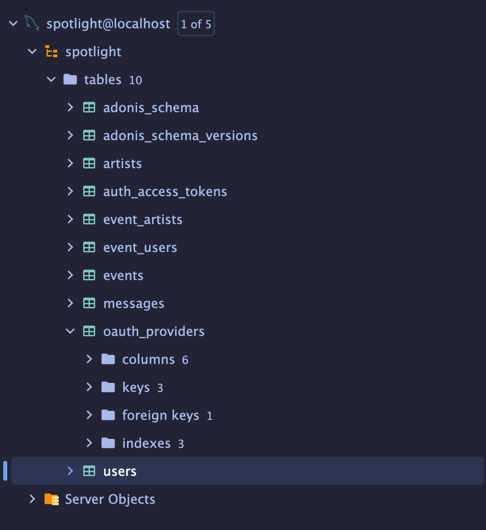 spotlight@localhost 1 of 5
spotlight
tables 10
adonis_schema
adonis_schema_versions
artists
auth_access_tokens
event_artists
event_users
events
messages
oauth_providers
columns 6
keys 3
foreign keys 1
indexes 3
users
Server Objects